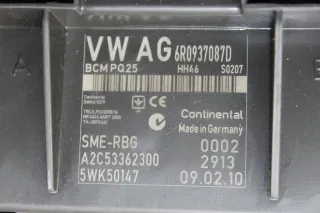 VW AG 6R0937087D
BCM PQ25 HH46 S0207
Continental
Continental
Made in Germany
SME-RBG 0002
A2C53362300 2913
5WK50147 09.02.10